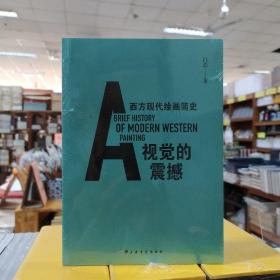 西方现代绘画简史
A
BRIEF HISTORY
OF MODERN WESTERN
PAINTING
视觉的
震撼